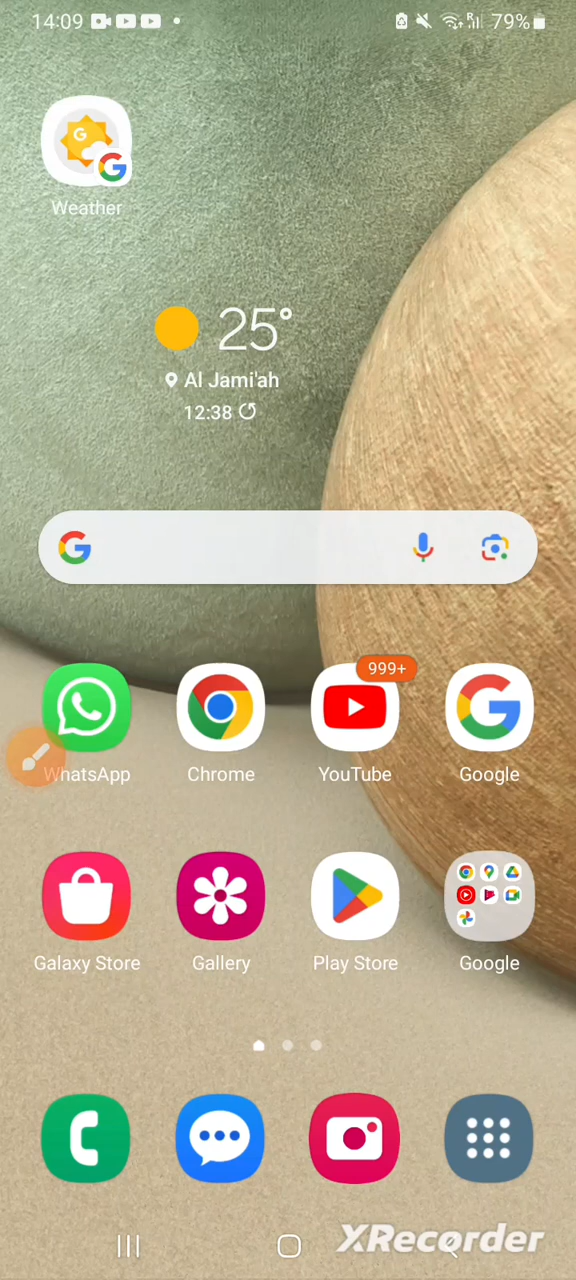 14:09
R
79%
G
Weather
25°
Al Jami'ah
12:38
999+
WhatsApp
Chrome
YouTube
Google
Galaxy Store
Gallery
Play Store
Google
XRecorder